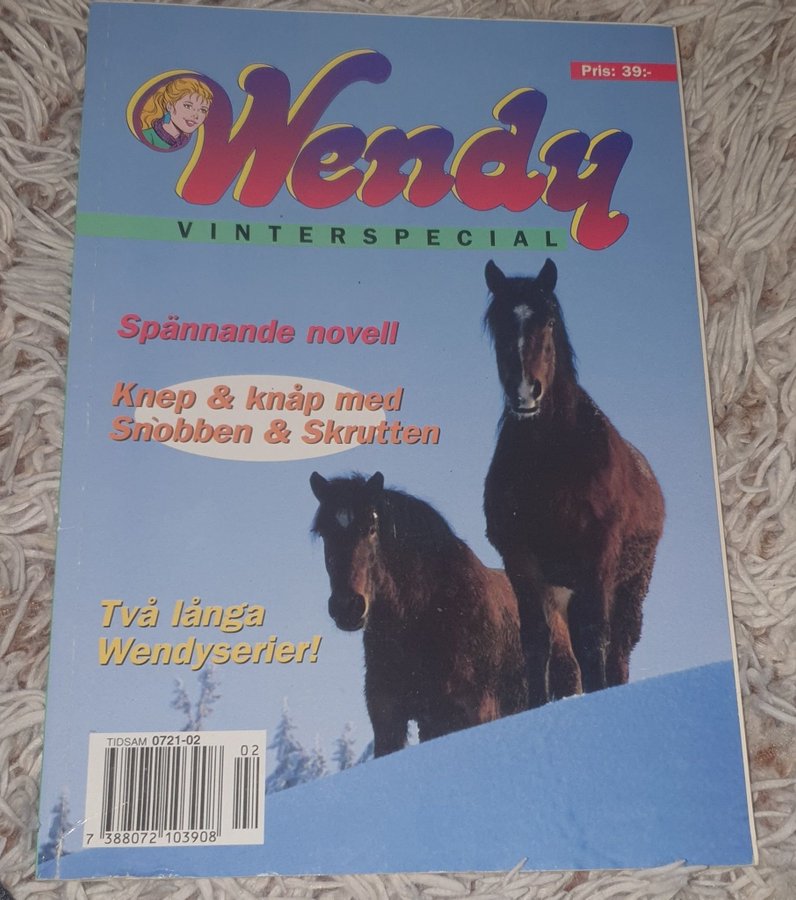 Pris: 39:-
Wendy
VINTERSPECIAL
Spännande novell
Knep & knåp med
Snobben & Skrutten
Två långa
Wendyserier!
TIDSAM 0721-02
02
7 388072 103908